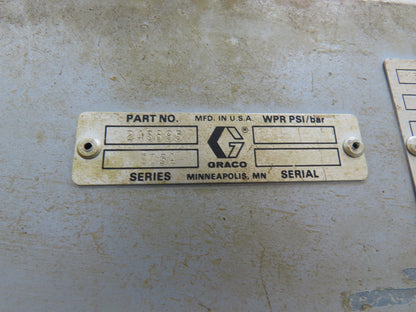 PART NO. MFD. IN U.S.A. WPR PSI/bar
GRACO
SERIES MINNEAPOLIS, MN SERIAL